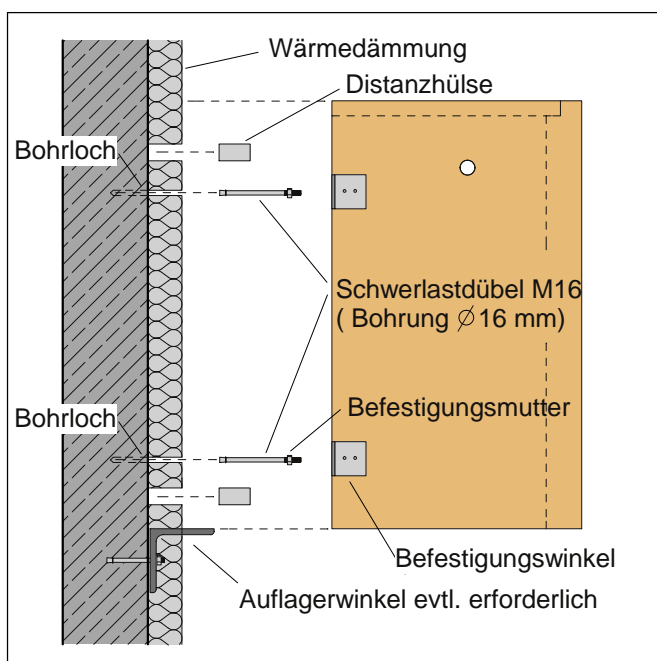 Wärmedämmung
Distanzhülse
Bohrloch
Schwerlastdübel M16
( Bohrung ∅ 16 mm)
Bohrloch
Befestigungsmutter
Befestigungswinkel
Auflagerwinkel evtl. erforderlich